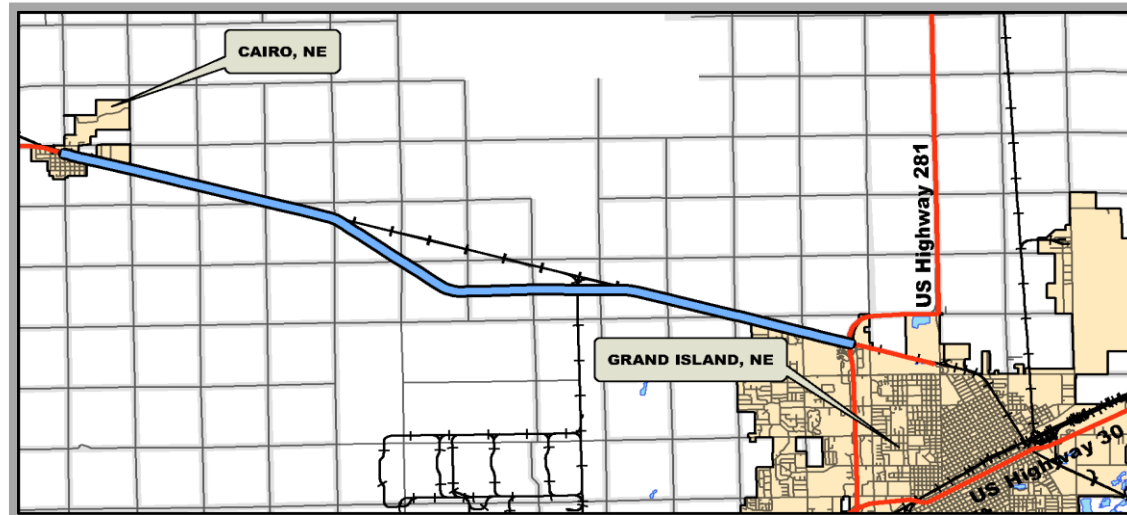 CAIRO, NE
US Highway 281
GRAND ISLAND, NE
US Highway 30